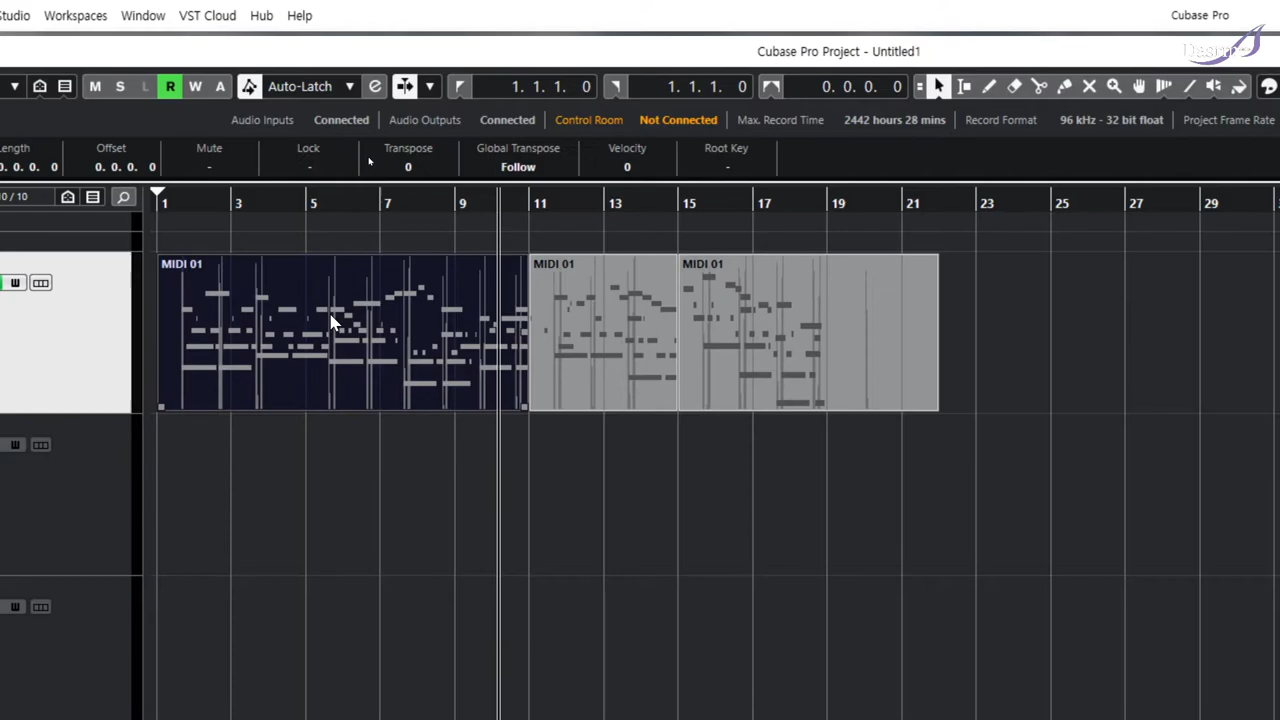 Studio Workspaces Window VST Cloud Hub Help Cubase Pro
Cubase Pro Project - Untitled1
M S L R W A Auto-Latch 1. 1. 1. 0 1. 1. 1. 0 0. 0. 0. 0
Audio Inputs Connected Audio Outputs Connected Control Room Not Connected Max. Record Time 2442 hours 28 mins Record Format 96 kHz - 32 bit float Project Frame Rate
Length Offset Mute Lock Transpose Global Transpose Velocity Root Key
0. 0. 0. 0 0. 0. 0. 0 - - 0 Follow 0 -
10 / 10 1 3 5 7 9 11 13 15 17 19 21 23 25 27 29
MIDI 01 MIDI 01 MIDI 01